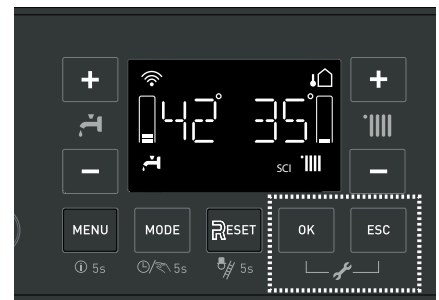 + +
42° 35°
SCI
− −
MENU MODE RESET OK ESC
5s 5s 5s